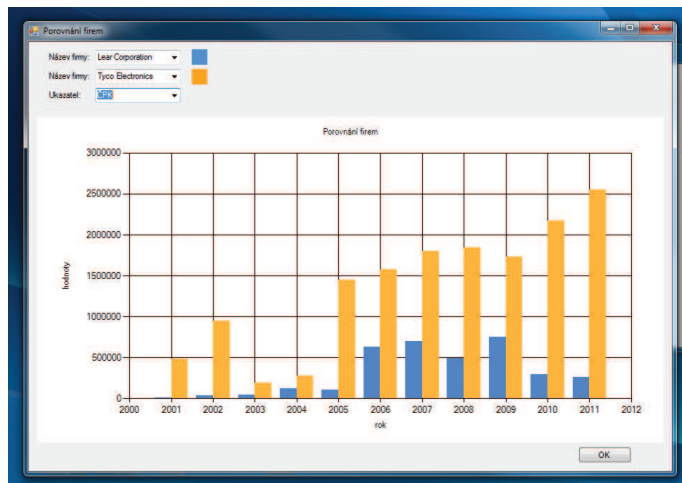 Porovnání firem
Název firmy: Lear Corporation
Název firmy: Tyco Electronics
Ukazatel: ČPK
Porovnání firem
3000000
2500000
2000000
1500000
1000000
500000
0
hodnoty
2000 2001 2002 2003 2004 2005 2006 2007 2008 2009 2010 2011 2012
rok
OK